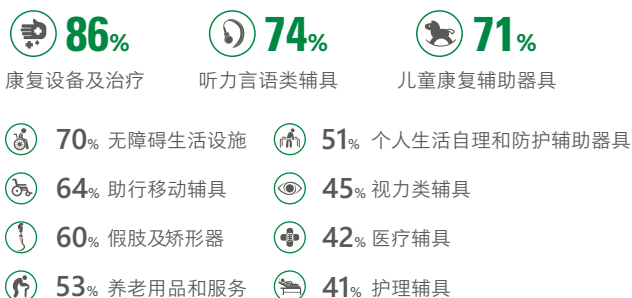 86% 74% 71%
康复设备及治疗 听力言语类辅具 儿童康复辅助器具
70% 无障碍生活设施 51% 个人生活自理和防护辅助器具
64% 助行移动辅具 45% 视力类辅具
60% 假肢及矫形器 42% 医疗辅具
53% 养老用品和服务 41% 护理辅具